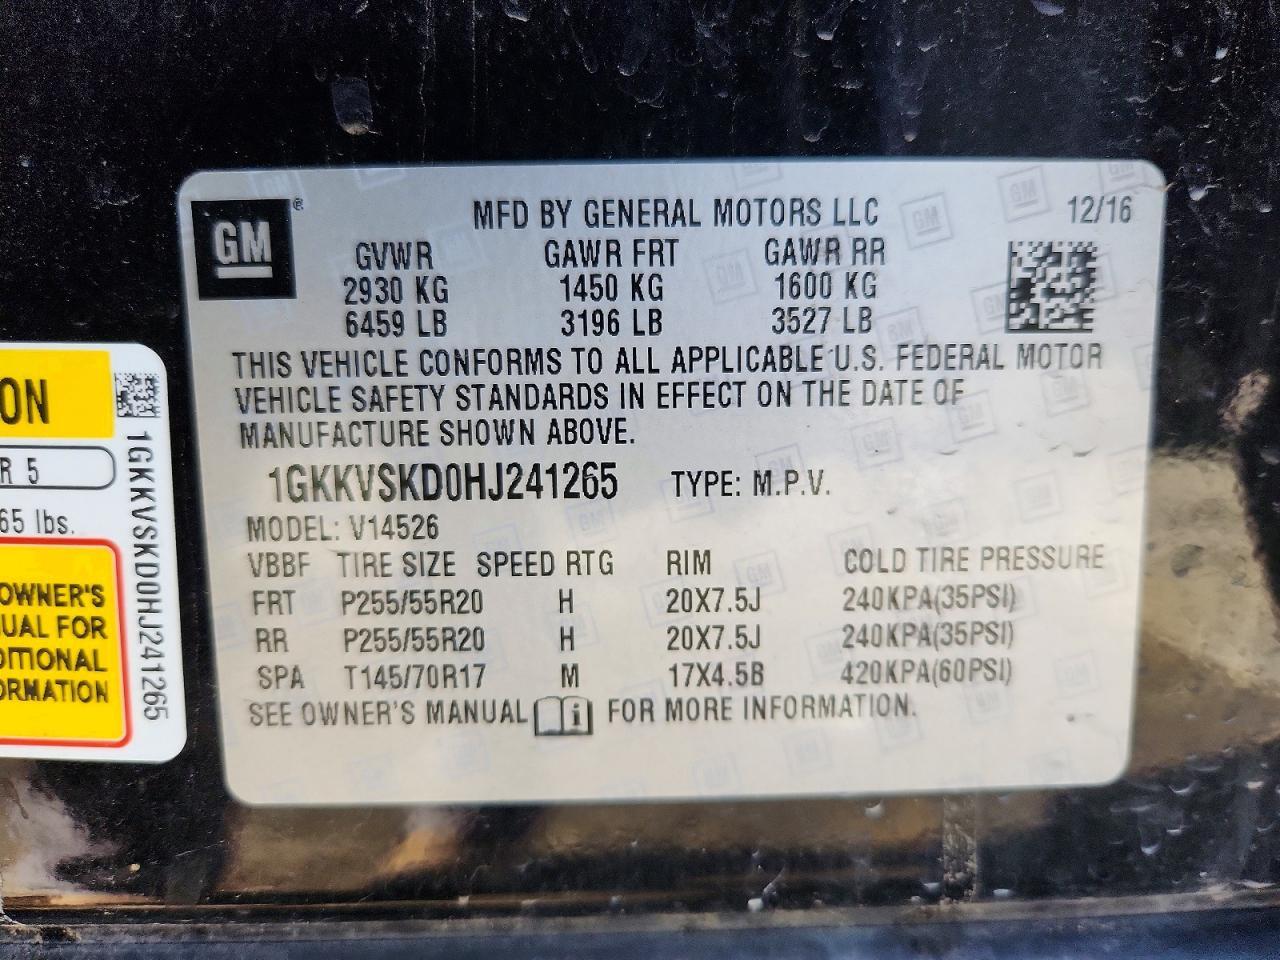 GM ®
MFD BY GENERAL MOTORS LLC 12/16
GVWR GAWR FRT GAWR RR
2930 KG 1450 KG 1600 KG
6459 LB 3196 LB 3527 LB
THIS VEHICLE CONFORMS TO ALL APPLICABLE U.S. FEDERAL MOTOR
VEHICLE SAFETY STANDARDS IN EFFECT ON THE DATE OF
MANUFACTURE SHOWN ABOVE.
1GKKVSKD0HJ241265 TYPE: M.P.V.
MODEL: V14526
VBBF TIRE SIZE SPEED RTG RIM COLD TIRE PRESSURE
FRT P255/55R20 H 20X7.5J 240KPA(35PSI)
RR P255/55R20 H 20X7.5J 240KPA(35PSI)
SPA T145/70R17 M 17X4.5B 420KPA(60PSI)
SEE OWNER'S MANUAL i FOR MORE INFORMATION.
ON
R 5
65 lbs.
OWNER'S
UAL FOR
DITIONAL
ORMATION
1GKKVSKD0HJ241265